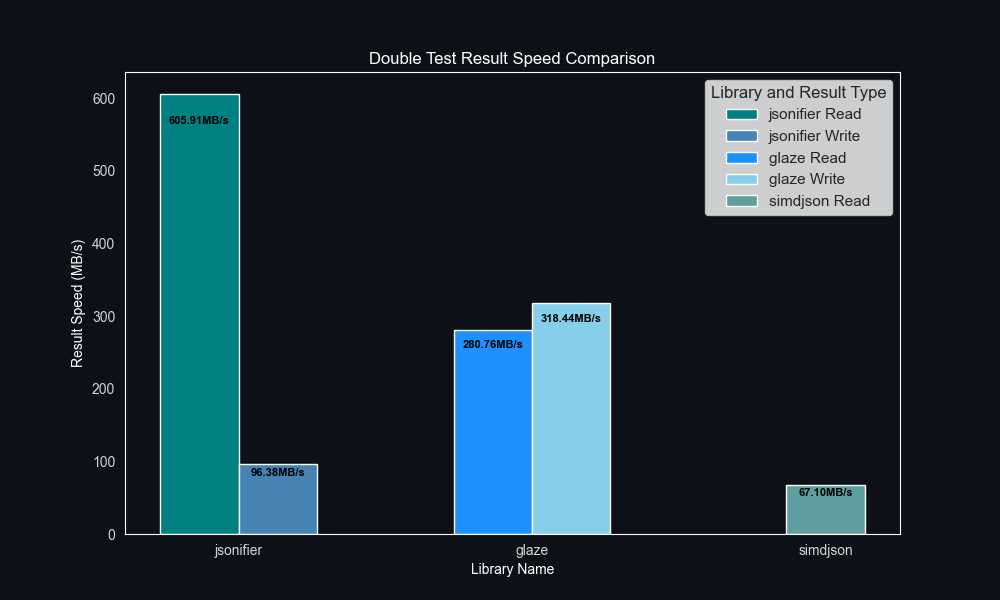 Double Test Result Speed Comparison
Library and Result Type
jsonifier Read
jsonifier Write
glaze Read
glaze Write
simdjson Read
Result Speed (MB/s)
600
500
400
300
200
100
0
605.91MB/s
96.38MB/s
280.76MB/s
318.44MB/s
67.10MB/s
jsonifier
glaze
simdjson
Library Name